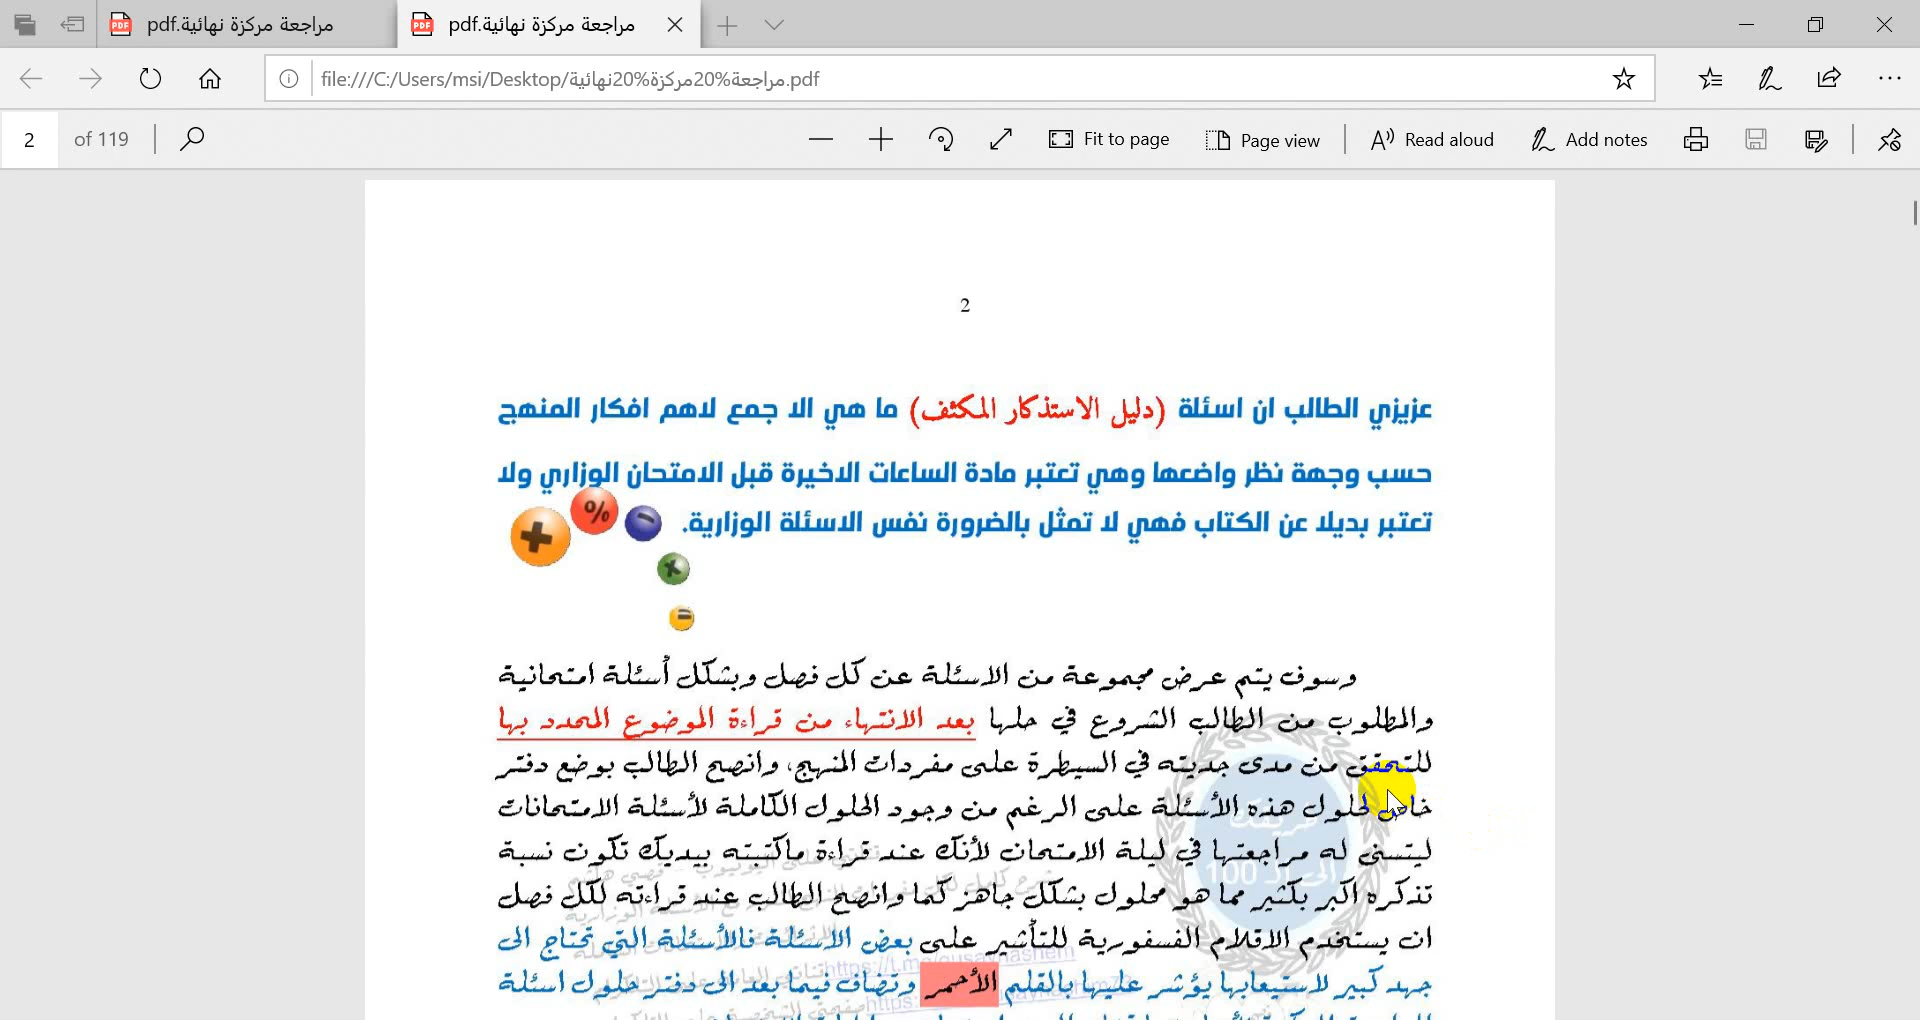 مراجعة مركزة نهائية.pdf
مراجعة مركزة نهائية.pdf
file:///C:/Users/msi/Desktop/مراجعة%20مركزة%20نهائية.pdf
2 of 119
Fit to page
Page view
Read aloud
Add notes
2
عزيزي الطالب ان اسئلة (دليل الاستذكار المكثف) ما هي الا جمع لاهم افكار المنهج
حسب وجهة نظر واضعها وهي تعتبر مادة الساعات الاخيرة قبل الامتحان الوزاري ولا
تعتبر بديلا عن الكتاب فهي لا تمثل بالضرورة نفس الاسئلة الوزارية.
وسوف يتم عرض مجموعة من الاسئلة عن كل فصل وبشكل أسئلة امتحانية
والمطلوب من الطالب الشروع في حلها بعد الانتهاء من قراءة الموضوع المحدد بها
للتحقق من مدى جديته في السيطرة على مفردات المنهج، وانصح الطالب بوضع دفتر
خاص لحلول هذه الأسئلة على الرغم من وجود الحلول الكاملة لأسئلة الامتحانات
ليتسنى له مراجعتها في ليلة الامتحان لأنك عند قراءة ماكتبته بيديك تكون نسبة
تذكره اكبر بكثير مما هو محلول بشكل جاهز كما وانصح الطالب عند قراءته لكل فصل
ان يستخدم الاقلام الفسفورية للتأشير على بعض الاسئلة فالأسئلة التي تحتاج الى
جهد كبير لاستيعابها يؤشر عليها بالقلم الأحمر وتضاف فيما بعد الى دفتر حلول اسئلة